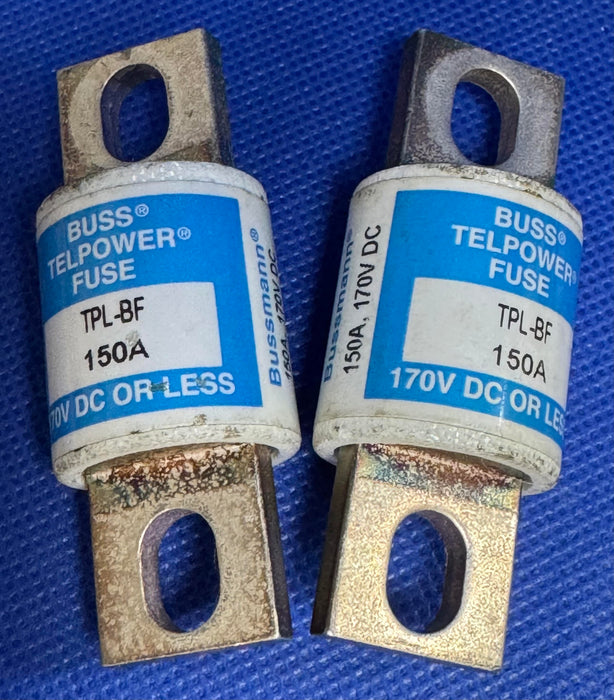 BUSS®
TELPOWER®
FUSE
TPL-BF
150A
170V DC OR LESS
Bussmann®
150A, 170V DC
Bussmann®
150A, 170V DC
BUSS®
TELPOWER®
FUSE
TPL-BF
150A
170V DC OR LES